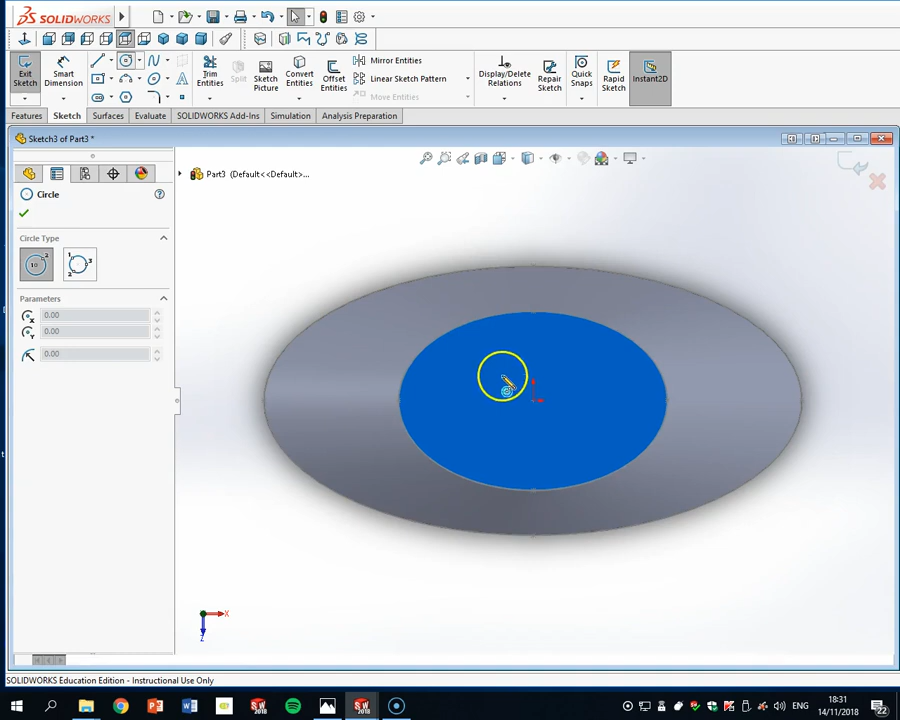 SOLIDWORKS
Exit Sketch
Smart Dimension
Trim Entities
Split
Sketch Picture
Convert Entities
Offset Entities
Mirror Entities
Linear Sketch Pattern
Move Entities
Display/Delete Relations
Repair Sketch
Quick Snaps
Rapid Sketch
Instant2D
Features Sketch Surfaces Evaluate SOLIDWORKS Add-Ins Simulation Analysis Preparation
Sketch3 of Part3 *
Part3 (Default<<Default>...
Circle
Circle Type
Parameters
0.00
0.00
0.00
X
Z
SOLIDWORKS Education Edition - Instructional Use Only
ENG
18:31
14/11/2018
22